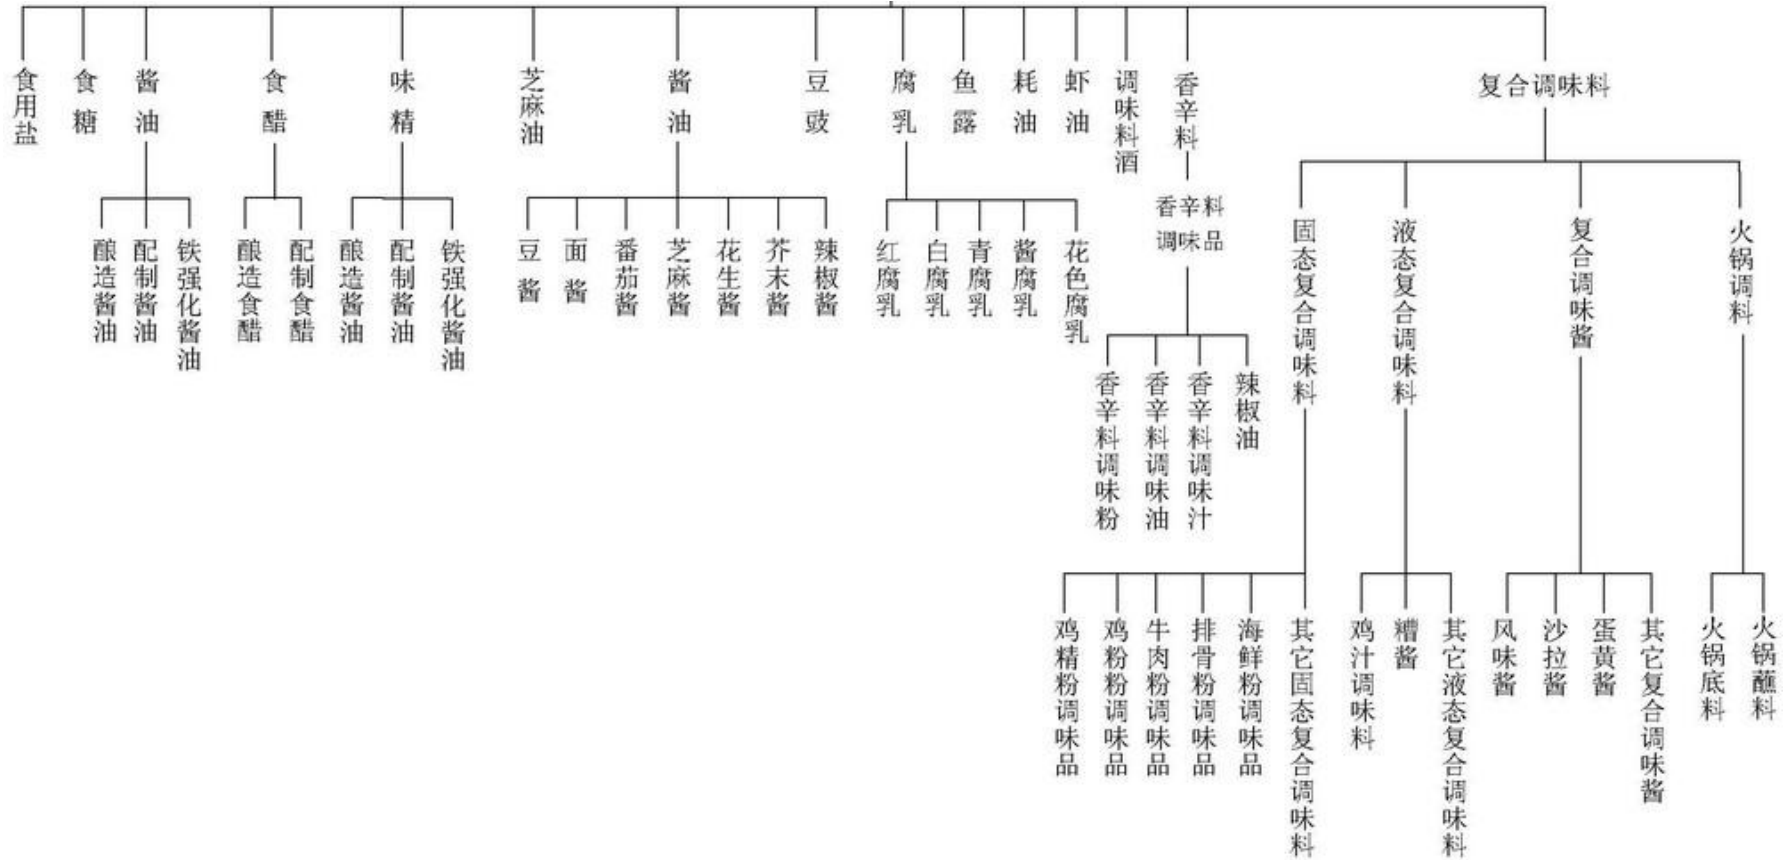 食用盐
食糖
酱油
食醋
味精
芝麻油
酱油
豆豉
腐乳
鱼露
耗油
虾油
调味料酒
香辛料
复合调味料
酿造酱油
配制酱油
铁强化酱油
酿造食醋
配制食醋
酿造酱油
配制酱油
铁强化酱油
豆酱
面酱
番茄酱
芝麻酱
花生酱
芥末酱
辣椒酱
红腐乳
白腐乳
青腐乳
酱腐乳
花色腐乳
香辛料
调味品
香辛料调味粉
香辛料调味油
香辛料调味汁
辣椒油
固态复合调味料
液态复合调味料
复合调味酱
火锅调料
鸡精粉调味品
鸡粉粉调味品
牛肉粉调味品
排骨粉调味品
海鲜粉调味品
其它固态复合调味料
鸡汁调味料
糟酱
其它液态复合调味料
风味酱
沙拉酱
蛋黄酱
其它复合调味酱
火锅底料
火锅蘸料